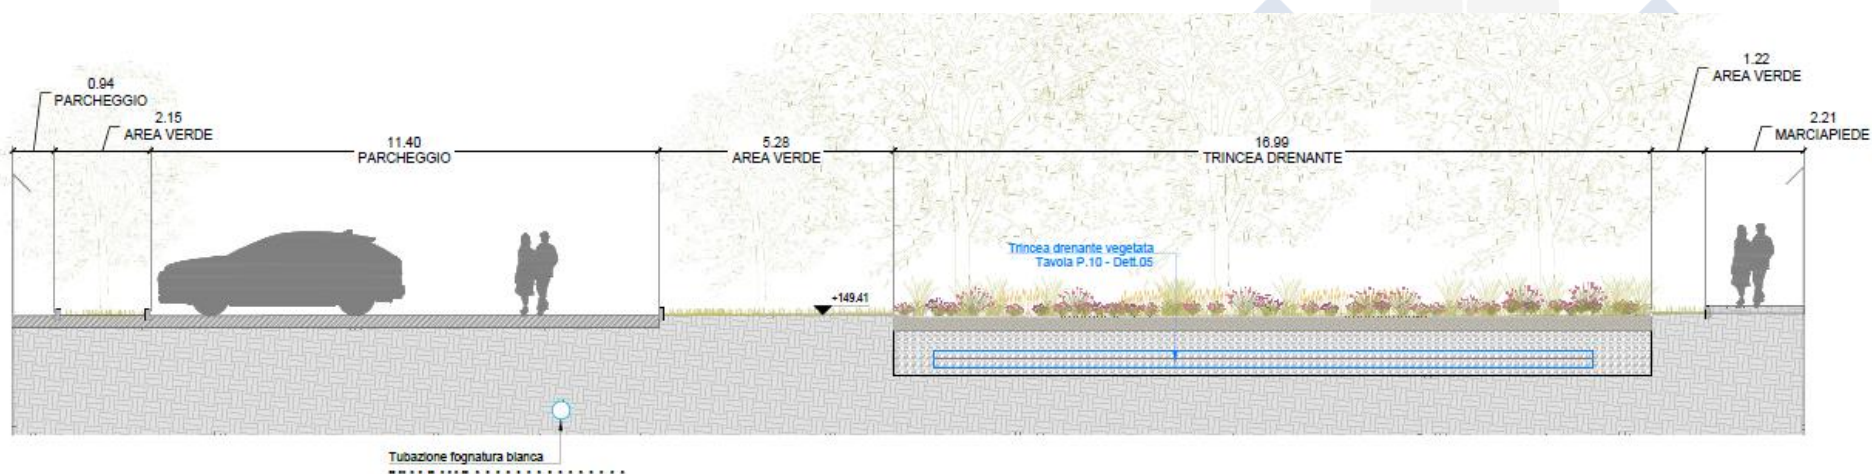 0.94
PARCHEGGIO
2.15
AREA VERDE
11.40
PARCHEGGIO
5.28
AREA VERDE
16.99
TRINCEA DRENANTE
1.22
AREA VERDE
2.21
MARCIAPIEDE
Trincea drenante vegetata
Tavola P.10 - Dett.05
+149.41
Tubazione fognatura bianca